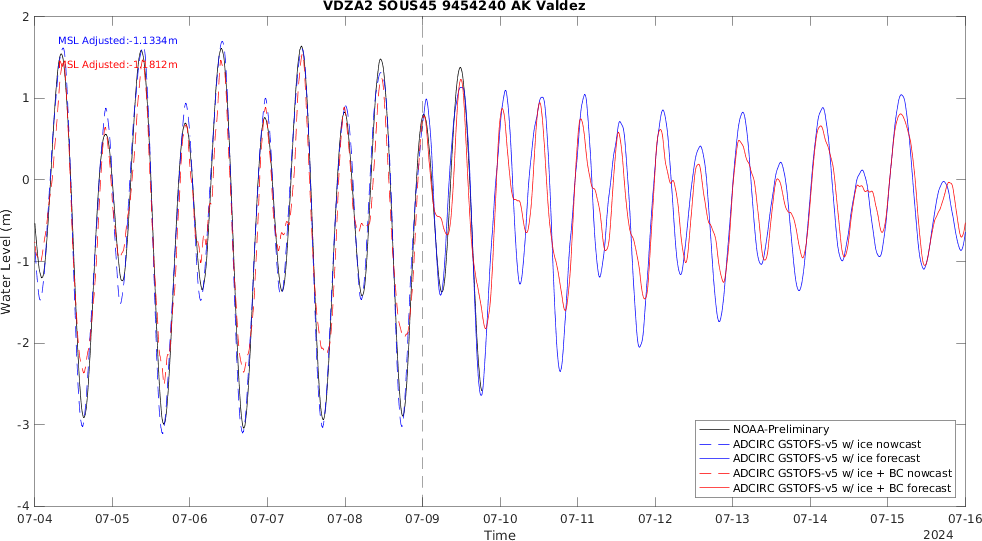 VDZA2 SOUS45 9454240 AK Valdez
MSL Adjusted:-1.1334m
MSL
2
1
0
-1
-2
-3
-4
Water Level (m)
NOAA-Preliminary
ADCIRC GSTOFS-v5 w/ ice nowcast
ADCIRC GSTOFS-v5 w/ ice forecast
ADCIRC GSTOFS-v5 w/ ice + BC nowcast
ADCIRC GSTOFS-v5 w/ ice + BC forecast
07-04 07-05 07-06 07-07 07-08 07-09 07-10 07-11 07-12 07-13 07-14 07-15 07-16
Time
2024